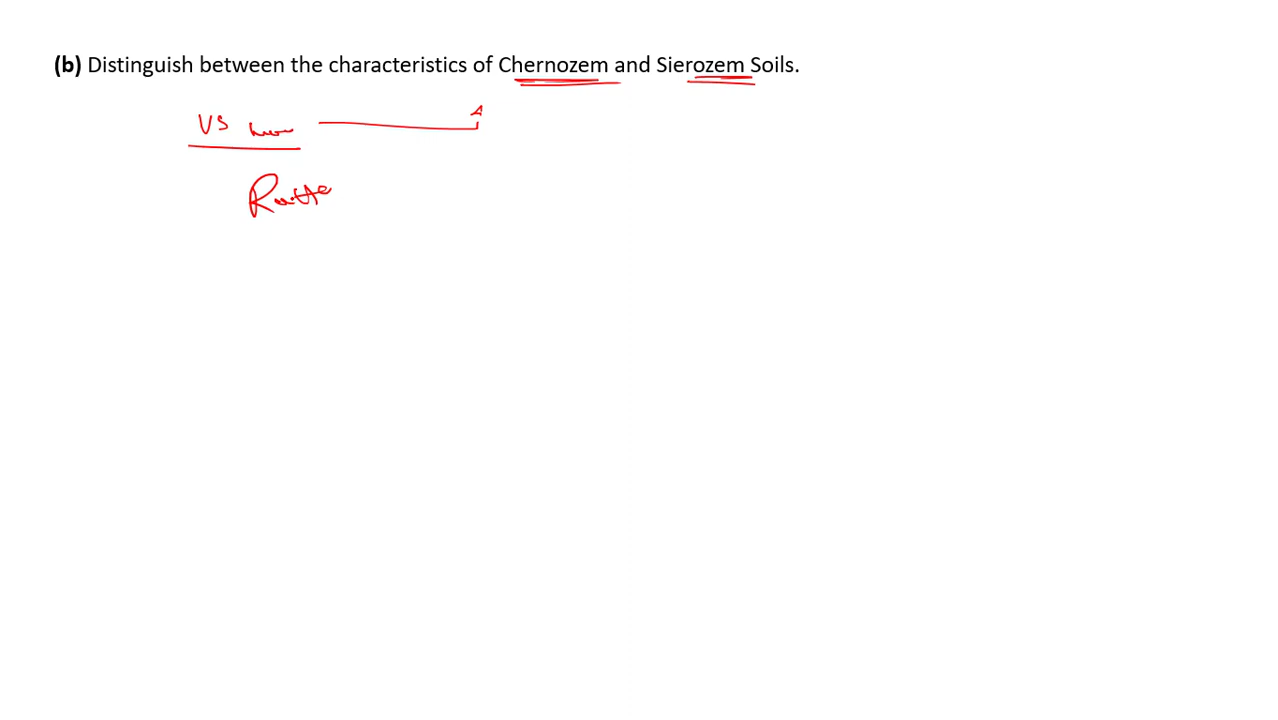 (b) Distinguish between the characteristics of Chernozem and Sierozem Soils.
VS